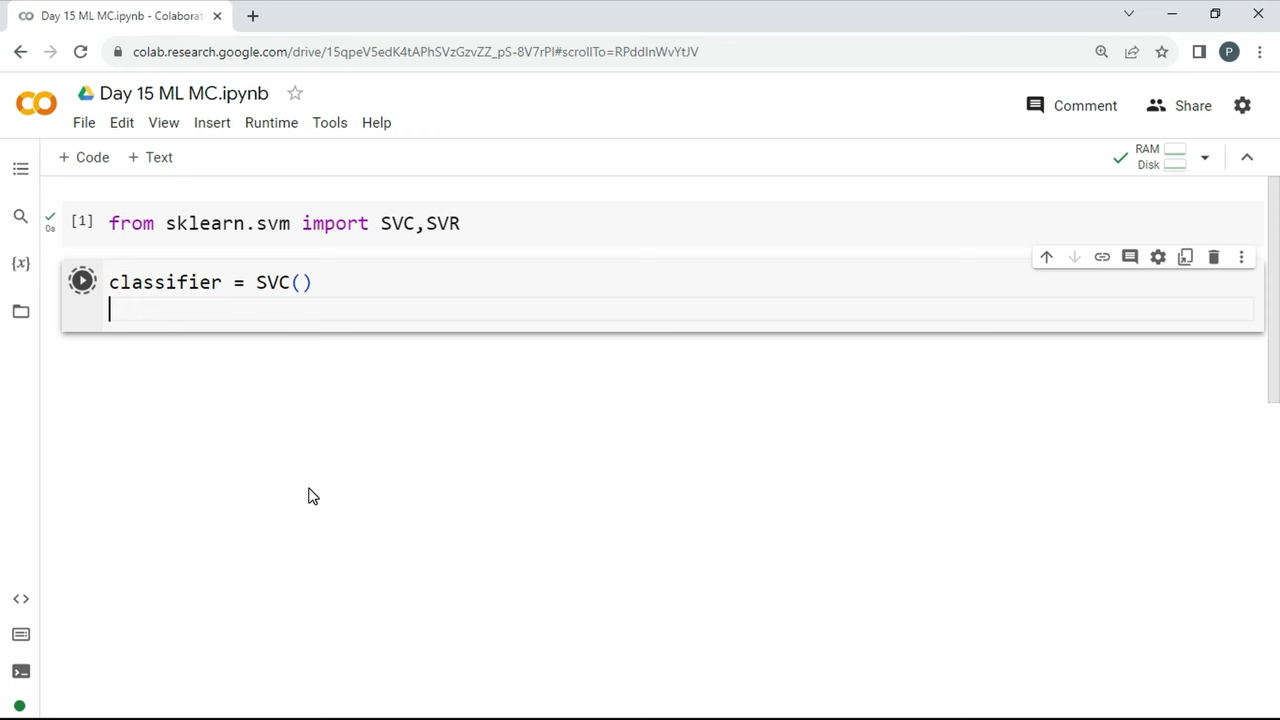 Day 15 ML MC.ipynb - Colaborat
colab.research.google.com/drive/15qpeV5edK4tAPhSVzGzvZZ_pS-8V7rPI#scrollTo=RPddInWvYtJV
P
Day 15 ML MC.ipynb
Comment
Share
File Edit View Insert Runtime Tools Help
+ Code + Text
RAM
Disk
[1] from sklearn.svm import SVC,SVR
0s
classifier = SVC()
{x}